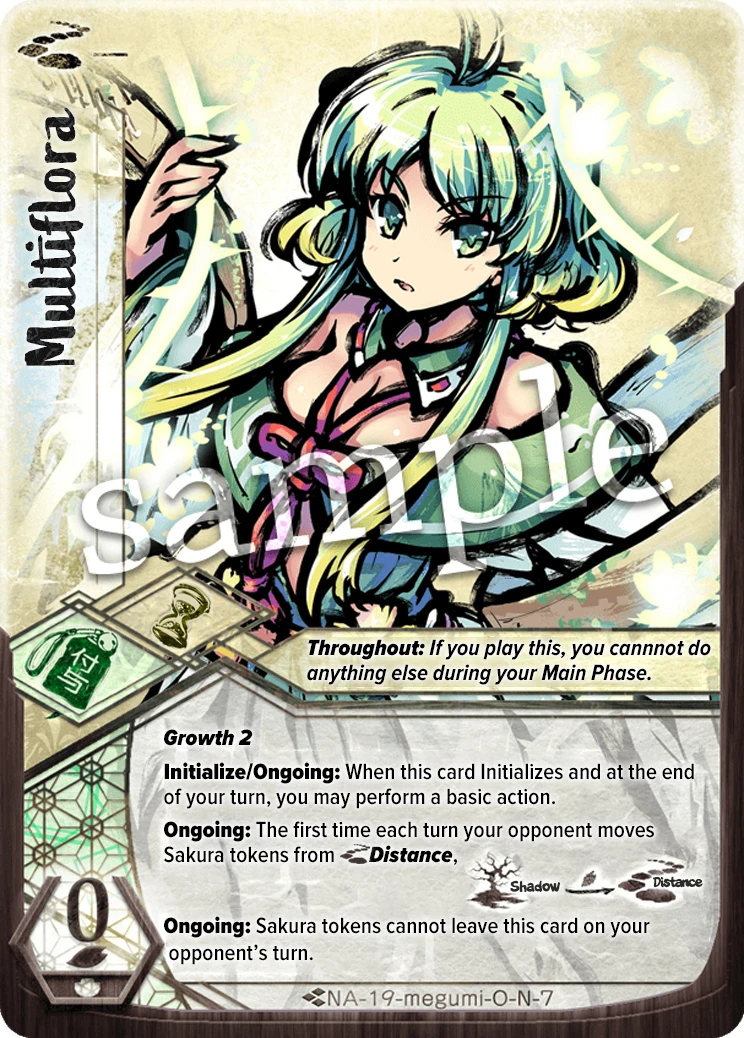 Multiflora
sample
付与
Throughout: If you play this, you cannnot do
anything else during your Main Phase.
Growth 2
Initialize/Ongoing: When this card Initializes and at the end
of your turn, you may perform a basic action.
Ongoing: The first time each turn your opponent moves
Sakura tokens from Distance,
Shadow Distance
Ongoing: Sakura tokens cannot leave this card on your
opponent's turn.
0
NA-19-megumi-O-N-7